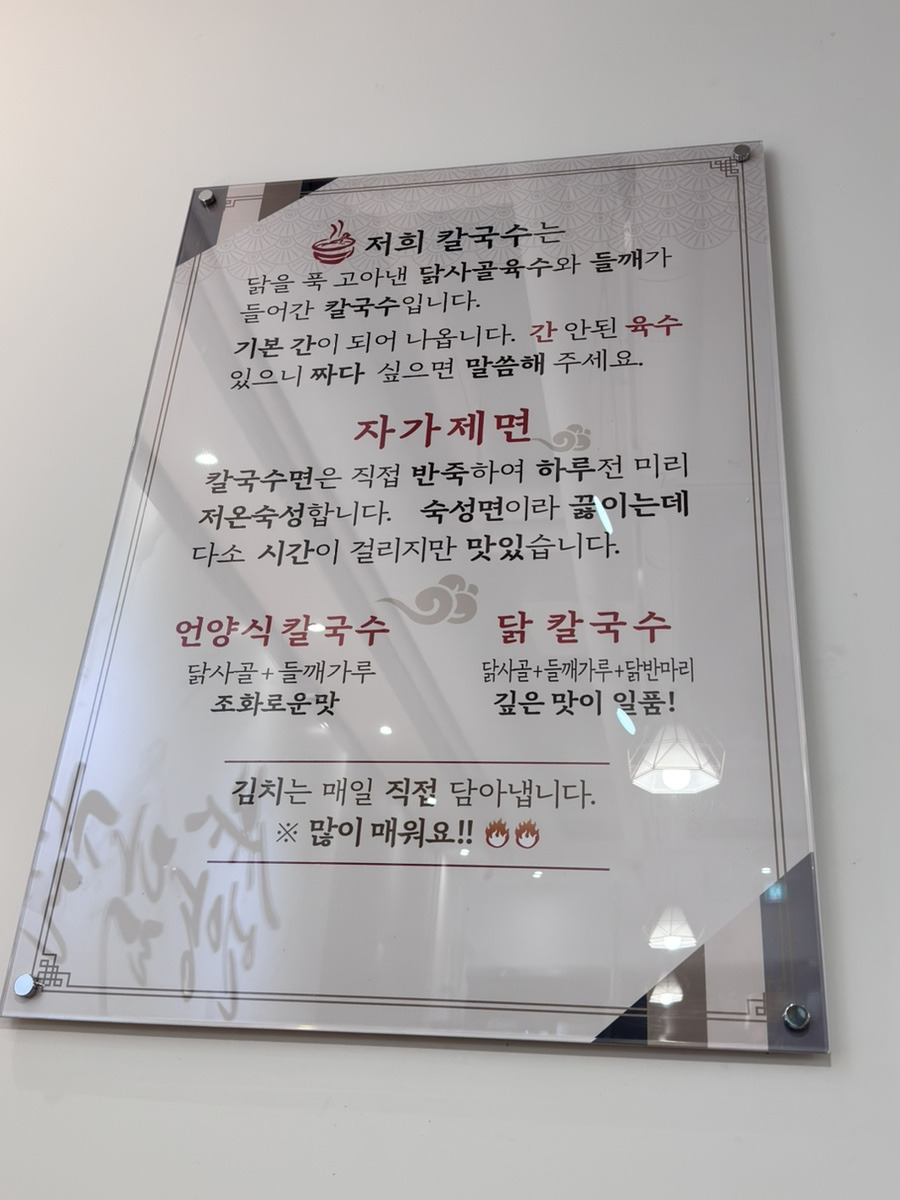 저희 칼국수는
닭을 푹 고아낸 닭사골육수와 들깨가
들어간 칼국수입니다.
기본 간이 되어 나옵니다. 간 안된 육수
있으니 짜다 싶으면 말씀해 주세요.
자가제면
칼국수면은 직접 반죽하여 하루전 미리
저온숙성합니다. 숙성면이라 끓이는데
다소 시간이 걸리지만 맛있습니다.
언양식칼국수
닭사골+들깨가루
조화로운맛
닭 칼국수
닭사골+들깨가루+닭반마리
깊은 맛이 일품!
김치는 매일 직접 담아냅니다.
※ 많이 매워요!!